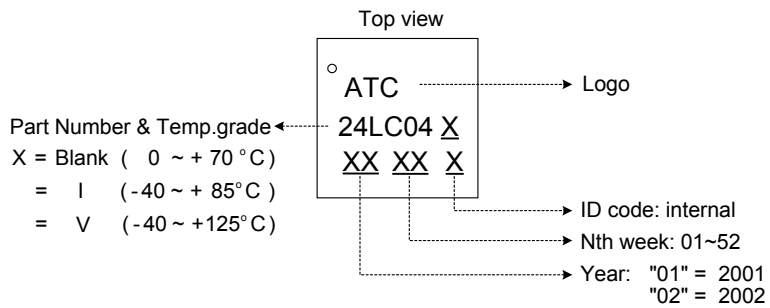 Top view
ATC
Logo
Part Number & Temp.grade
24LC04 X
X = Blank ( 0 ~ + 70 °C )
XX XX X
= I (-40 ~ + 85°C )
= V (-40 ~ +125°C)
ID code: internal
Nth week: 01~52
Year: "01" = 2001
"02" = 2002